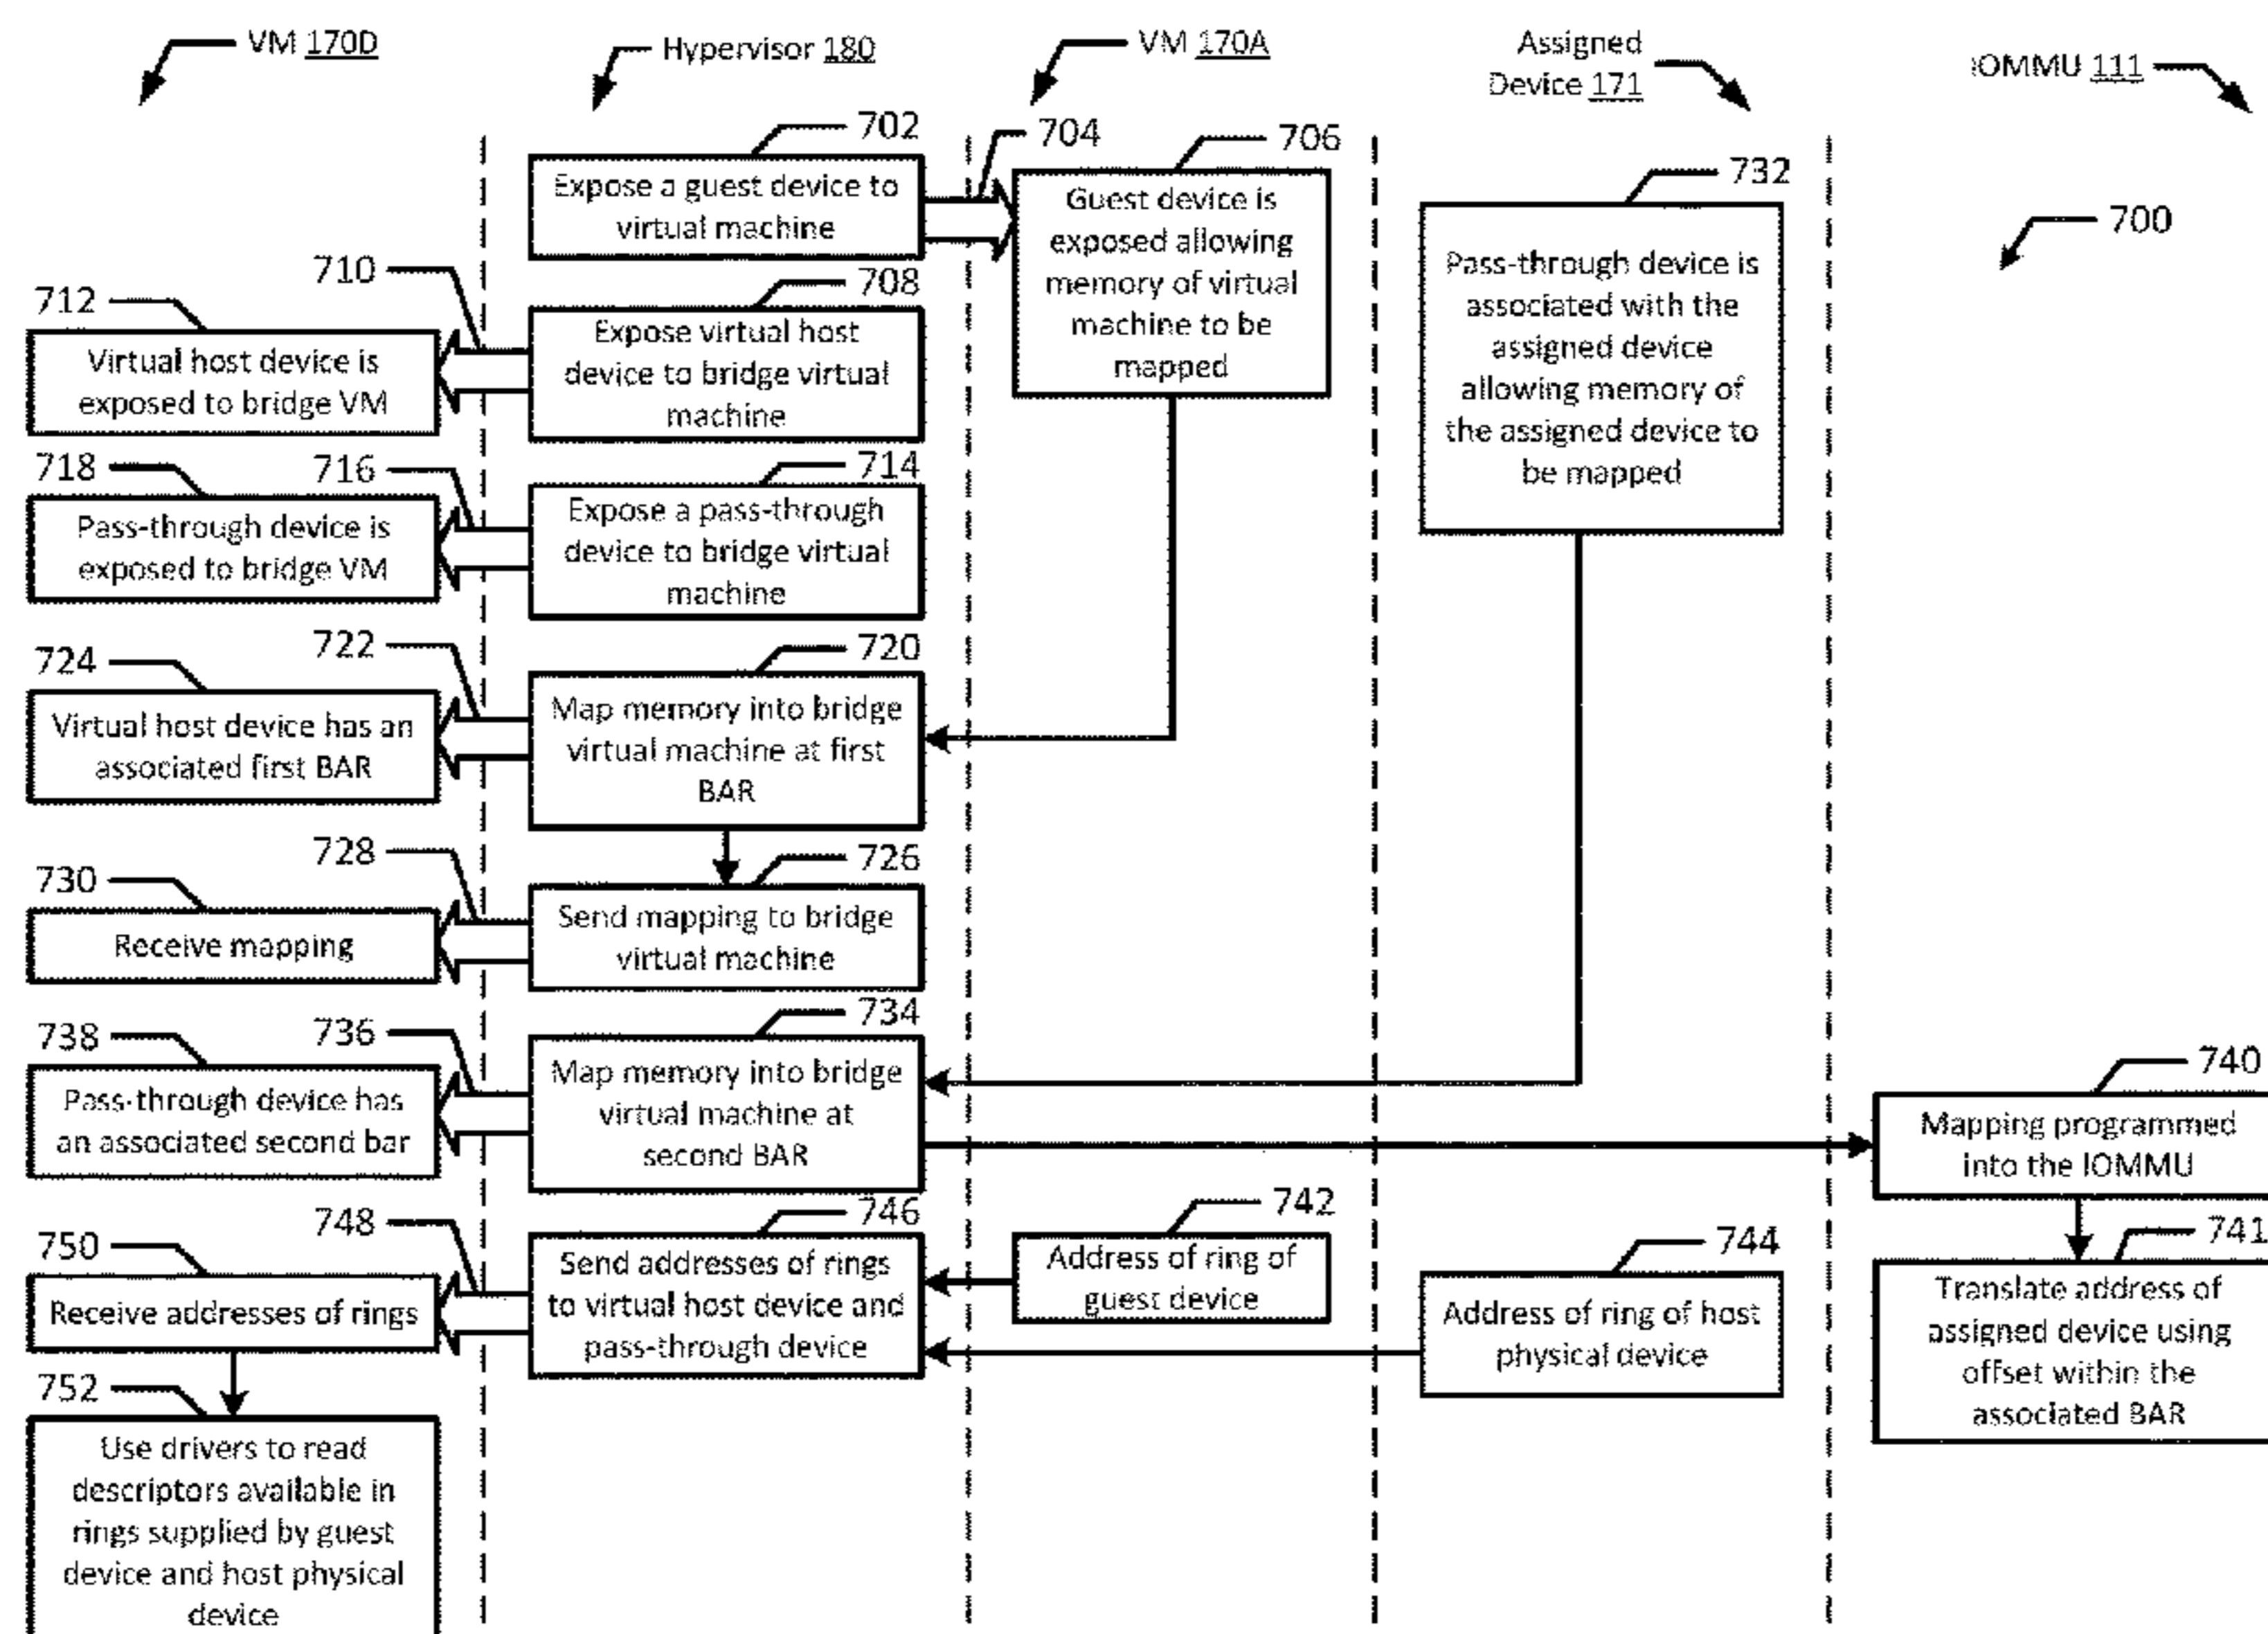 VM 170D
Hypervisor 180
VM 170A
Assigned
Device 171
IOMMU 111
700
702
Expose a guest device to
virtual machine
704
706
Guest device is
exposed allowing
memory of virtual
machine to be
mapped
732
Pass-through device is
associated with the
assigned device
allowing memory of
the assigned device to
be mapped
708
Expose virtual host
device to bridge virtual
machine
710
712
Virtual host device is
exposed to bridge VM
714
Expose a pass-through
device to bridge virtual
machine
716
718
Pass-through device is
exposed to bridge VM
720
Map memory into bridge
virtual machine at first
BAR
722
724
Virtual host device has an
associated first BAR
726
Send mapping to bridge
virtual machine
728
730
Receive mapping
734
Map memory into bridge
virtual machine at
second BAR
736
738
Pass-through device has
an associated second bar
740
Mapping programmed
into the IOMMU
741
Translate address of
assigned device using
offset within the
associated BAR
742
Address of ring of
guest device
744
Address of ring of host
physical device
746
Send addresses of rings
to virtual host device and
pass-through device
748
750
Receive addresses of rings
752
Use drivers to read
descriptors available in
rings supplied by guest
device and host physical
device